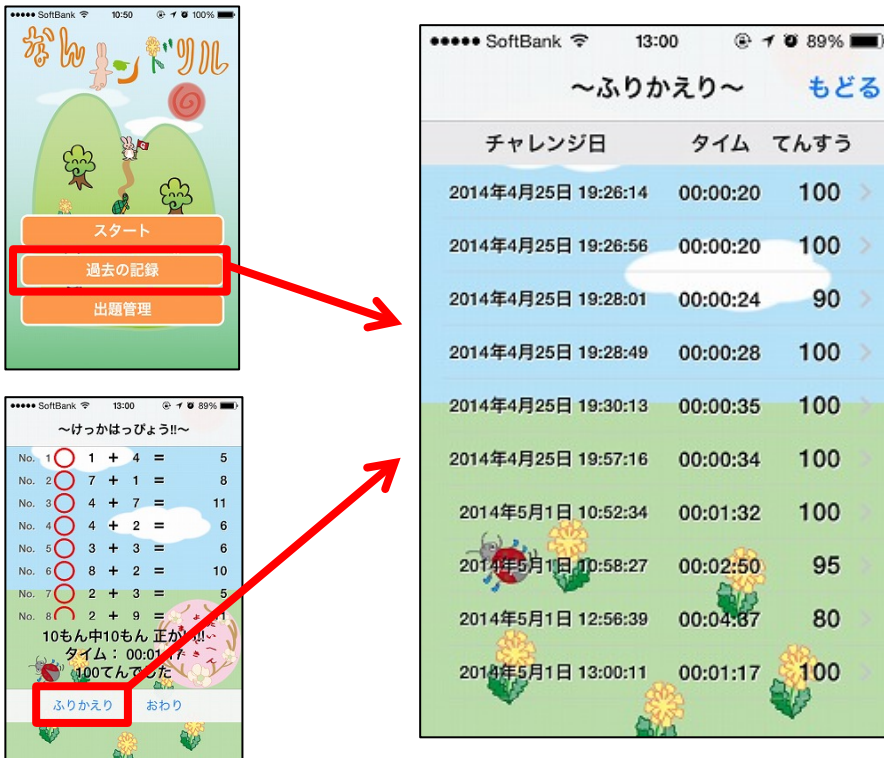 SoftBank 10:50 100%
なんメンドリル
スタート
過去の記録
出題管理
SoftBank 13:00 89%
～けっかはっぴょう!!～
No. 1 1 + 4 = 5
No. 2 7 + 1 = 8
No. 3 4 + 7 = 11
No. 4 4 + 2 = 6
No. 5 3 + 3 = 6
No. 6 8 + 2 = 10
No. 7 2 + 3 = 5
No. 8 2 + 9 = 11
10もん中10もん 正かい!!
タイム： 00:01:17
100てんでした
ふりかえり おわり
SoftBank 13:00 89%
～ふりかえり～ もどる
チャレンジ日 タイム てんすう
2014年4月25日 19:26:14 00:00:20 100
2014年4月25日 19:26:56 00:00:20 100
2014年4月25日 19:28:01 00:00:24 90
2014年4月25日 19:28:49 00:00:28 100
2014年4月25日 19:30:13 00:00:35 100
2014年4月25日 19:57:16 00:00:34 100
2014年5月1日 10:52:34 00:01:32 100
2014年5月1日 10:58:27 00:02:50 95
2014年5月1日 12:56:39 00:04:37 80
2014年5月1日 13:00:11 00:01:17 100